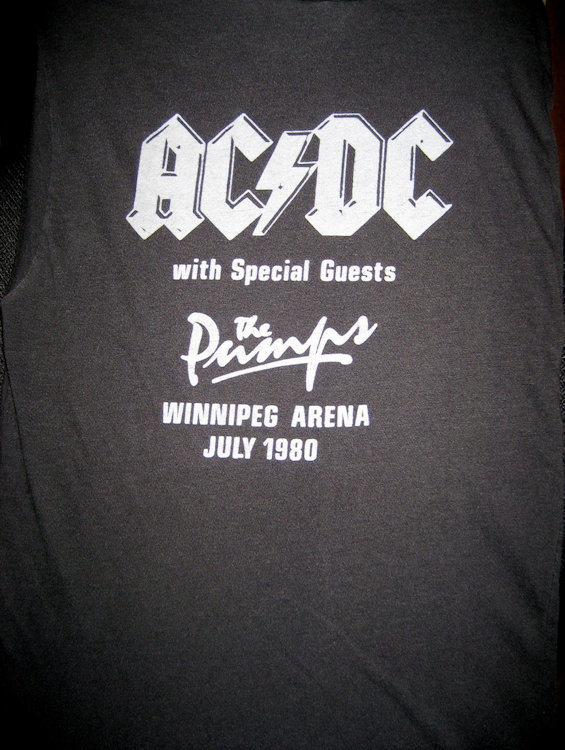 AC/DC
with Special Guests
the
Pumps
WINNIPEG ARENA
JULY 1980